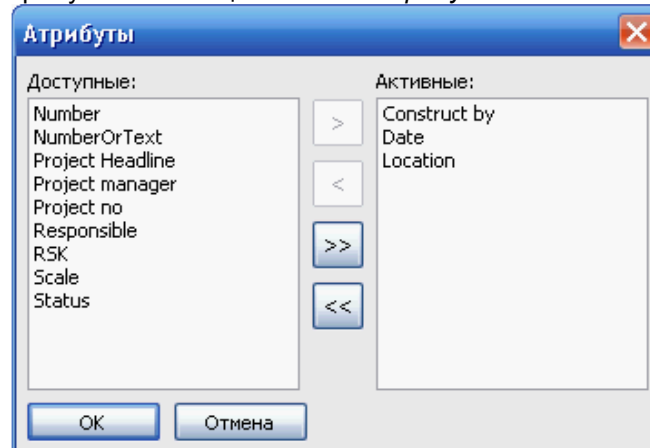 Атрибуты
Доступные:
Number
NumberOrText
Project Headline
Project manager
Project no
Responsible
RSK
Scale
Status
>
<
>>
<<
Активные:
Construct by
Date
Location
OK
Отмена